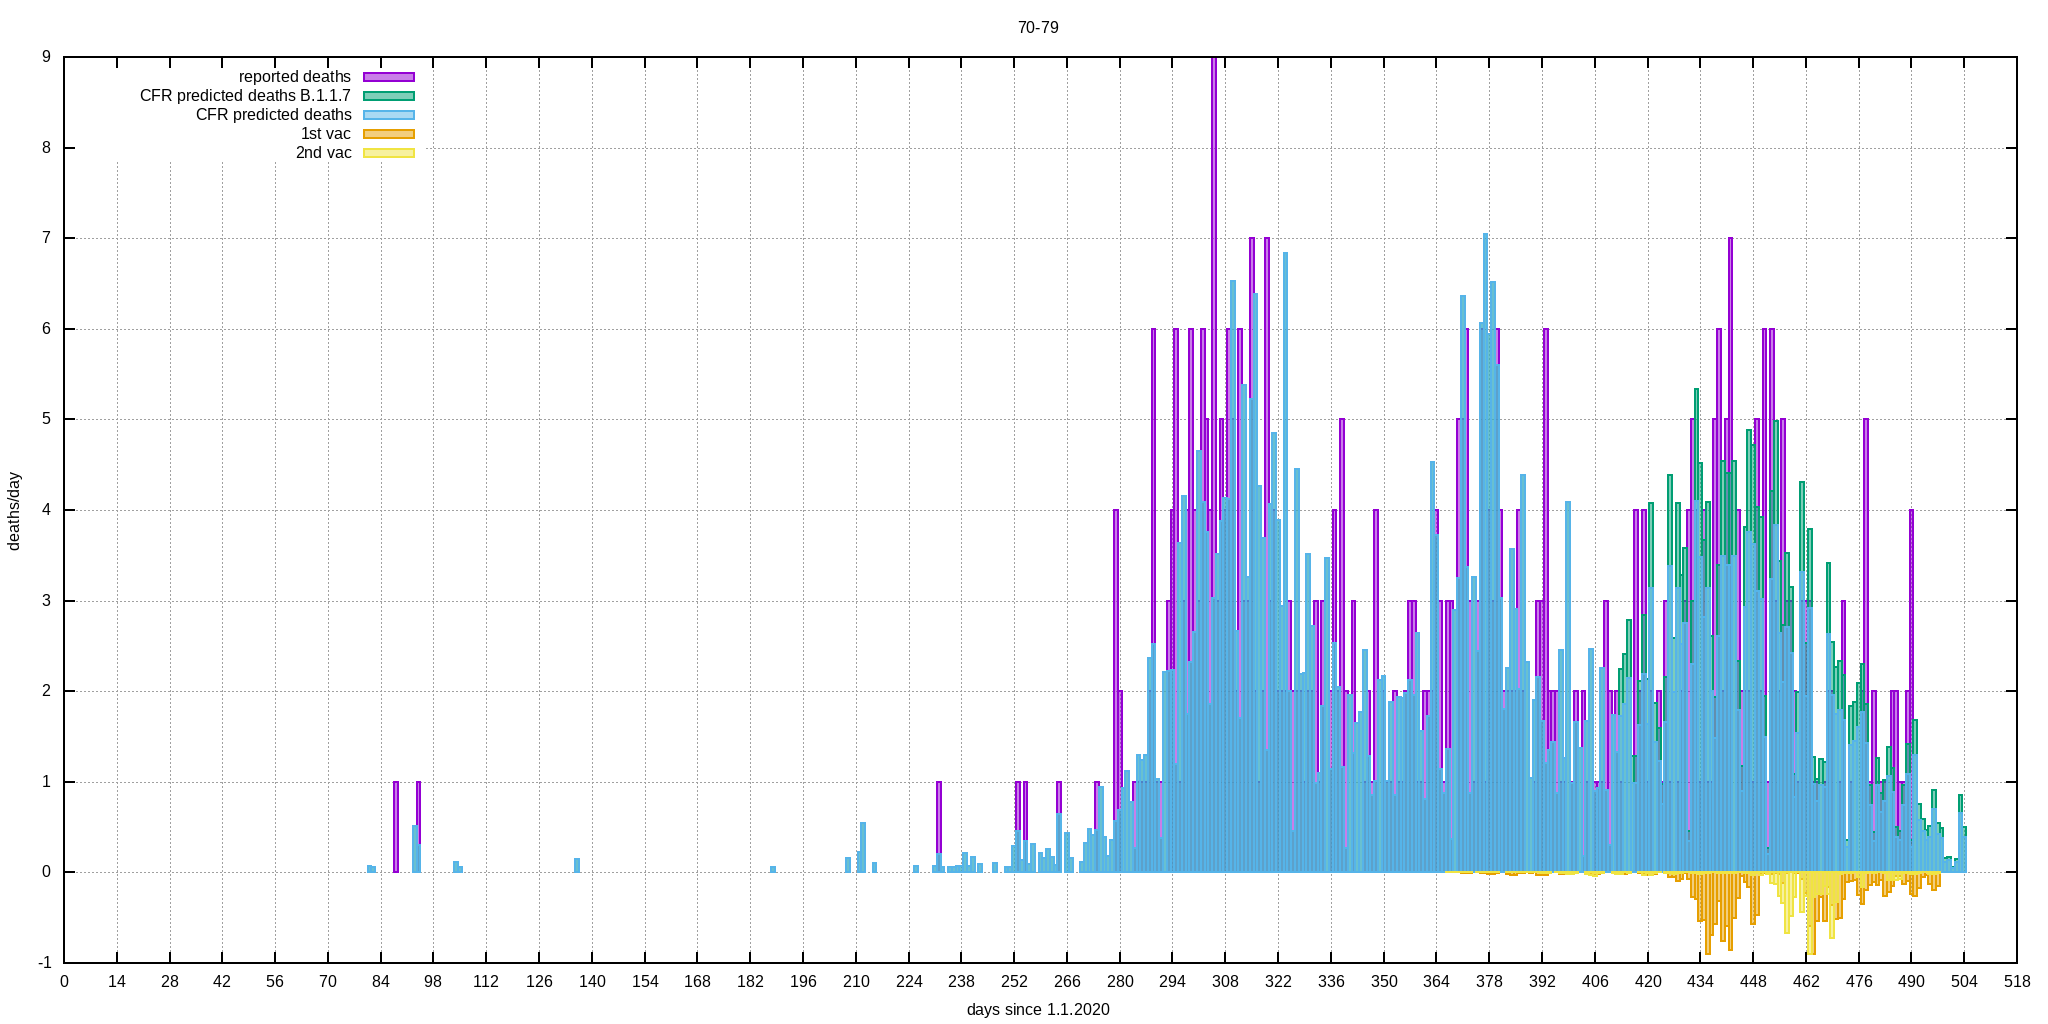 70-79
reported deaths
CFR predicted deaths B.1.1.7
CFR predicted deaths
1st vac
2nd vac
9
8
7
6
5
4
3
2
1
0
-1
deaths/day
0 14 28 42 56 70 84 98 112 126 140 154 168 182 196 210 224 238 252 266 280 294 308 322 336 350 364 378 392 406 420 434 448 462 476 490 504 518
days since 1.1.2020